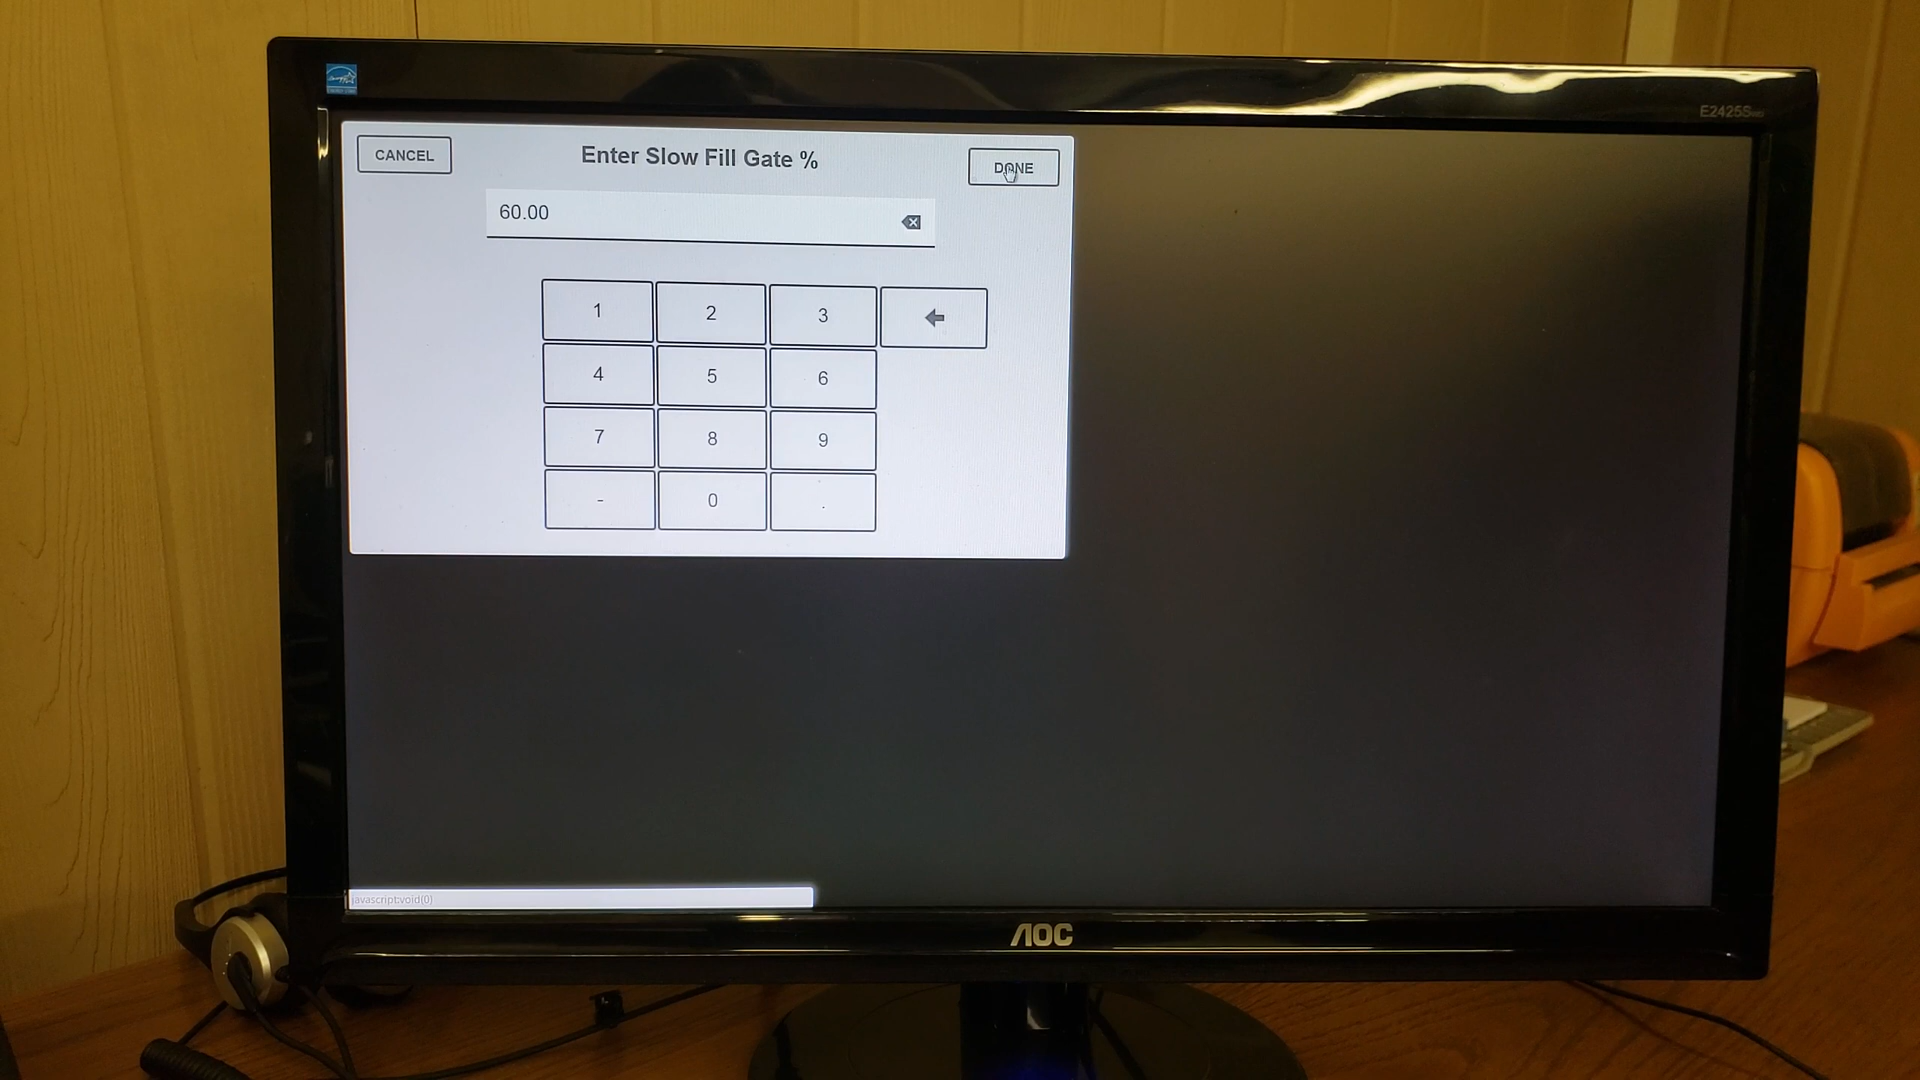 E2425S
CANCEL
Enter Slow Fill Gate %
DONE
60.00
1 2 3
4 5 6
7 8 9
- 0 .
javascript:void(0)
AOC